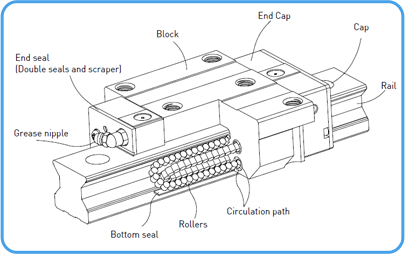 End Cap
Block
Cap
End seal
(Double seals and scraper)
Rail
Grease nipple
Circulation path
Rollers
Bottom seal